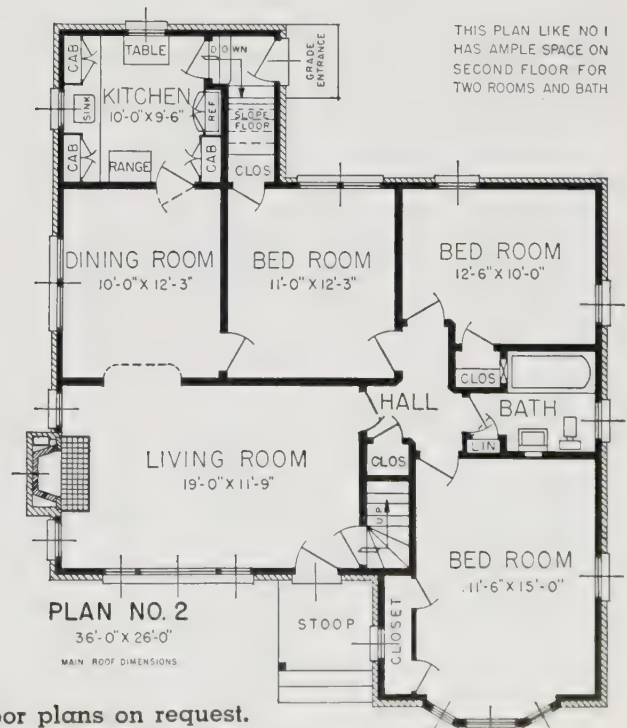 THIS PLAN LIKE NO 1
HAS AMPLE SPACE ON
SECOND FLOOR FOR
TWO ROOMS AND BATH
CAB
TABLE
DOWN
GRADE
ENTRANCE
KITCHEN
10'-0" X 9'-6"
SINK
REF
SLOPE
FLOOR
CAB
RANGE
CAB
CLOS
DINING ROOM
10'-0" X 12'-3"
BED ROOM
11'-0" X 12'-3"
BED ROOM
12'-6" X 10'-0"
CLOS
HALL
BATH
LIN
LIVING ROOM
19'-0" X 11'-9"
CLOS
UP
BED ROOM
11'-6" X 15'-0"
CLOSET
STOOP
PLAN NO. 2
36'-0" X 26'-0"
MAIN ROOF DIMENSIONS
oor plans on request.